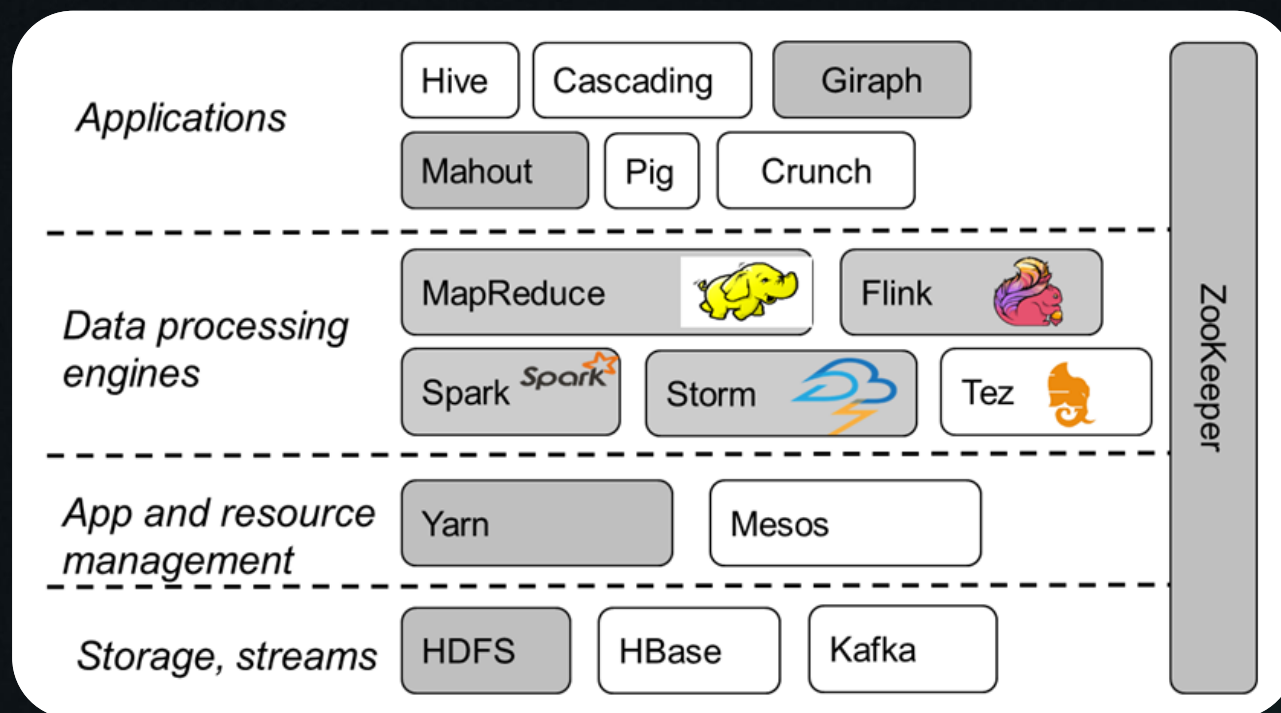 Applications
Hive
Cascading
Giraph
Mahout
Pig
Crunch
Data processing
engines
MapReduce
Flink
Spark
Spark
Storm
Tez
App and resource
management
Yarn
Mesos
Storage, streams
HDFS
HBase
Kafka
ZooKeeper